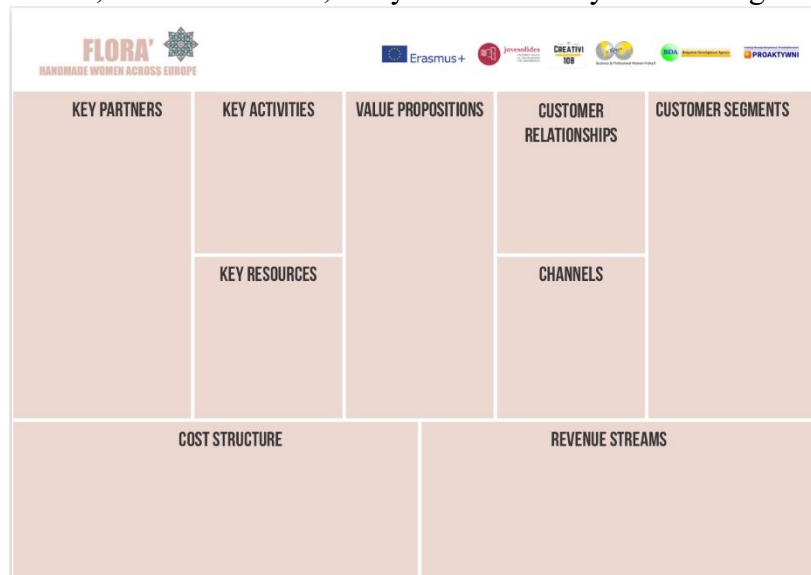 FLORA'
HANDMADE WOMEN ACROSS EUROPE
Erasmus+
jovesolides
CREATIVI
108
BDA
PROAKTYWNI
KEY PARTNERS
KEY ACTIVITIES
VALUE PROPOSITIONS
CUSTOMER
RELATIONSHIPS
CUSTOMER SEGMENTS
KEY RESOURCES
CHANNELS
COST STRUCTURE
REVENUE STREAMS